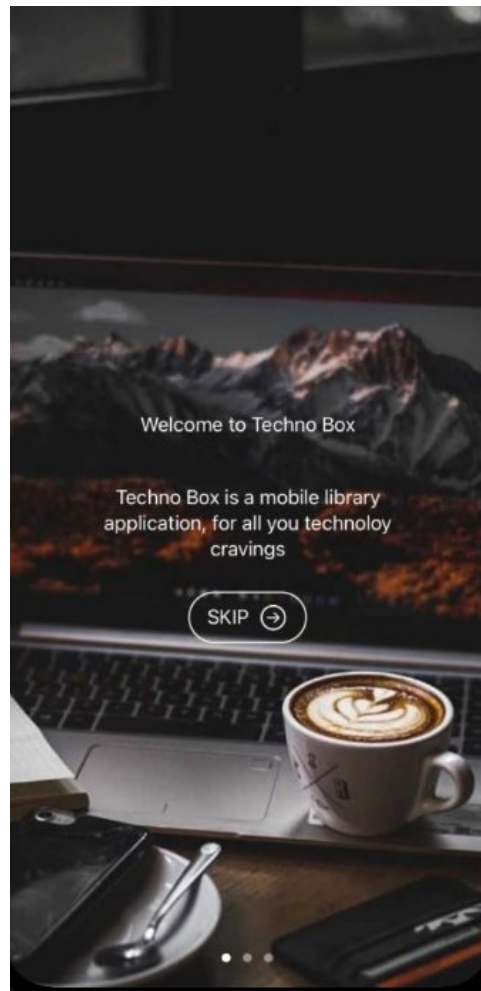 Welcome to Techno Box
Techno Box is a mobile library
application, for all you technoloy
cravings
SKIP